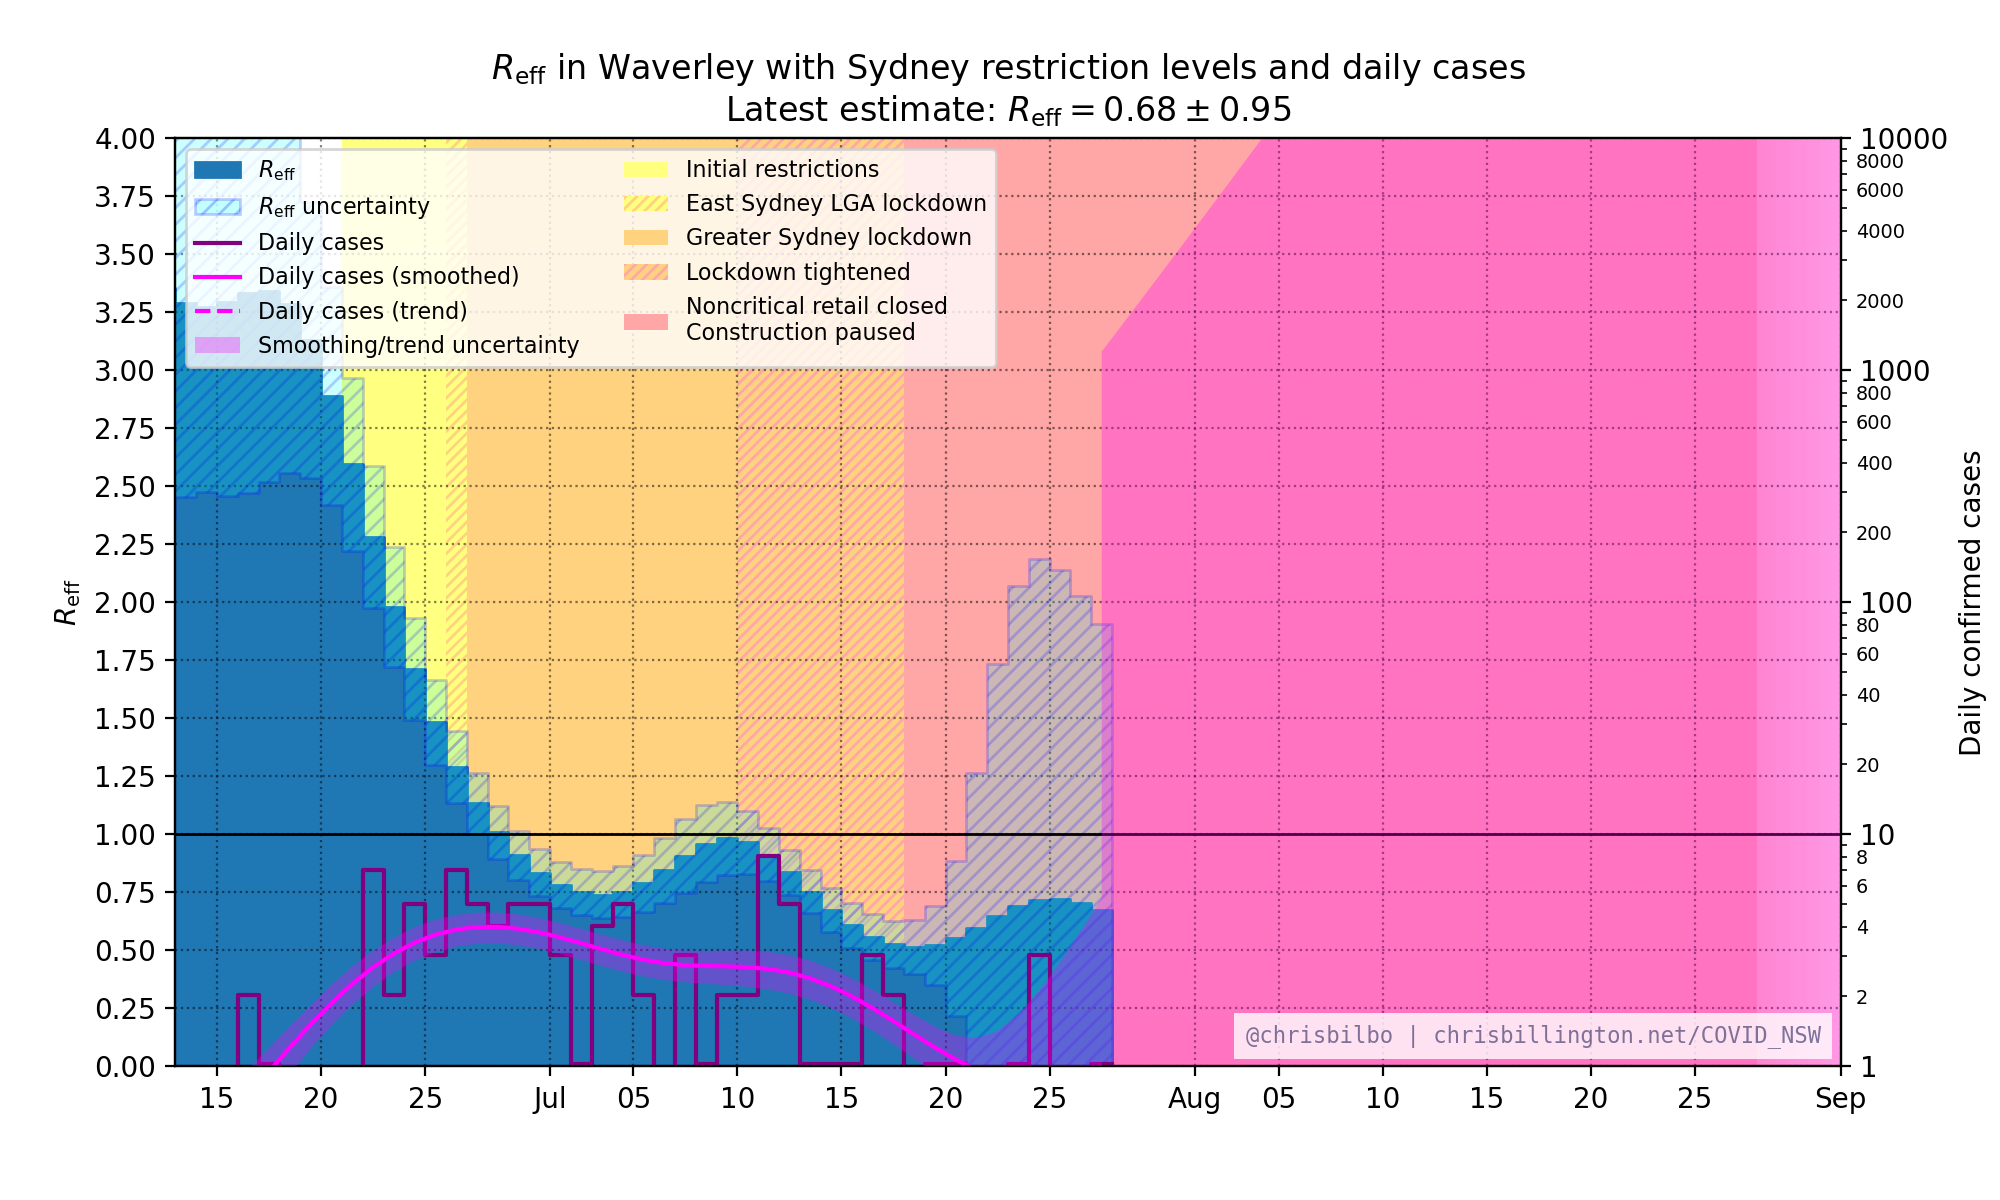 R_eff in Waverley with Sydney restriction levels and daily cases
Latest estimate: R_eff = 0.68 ± 0.95
R_eff
R_eff uncertainty
Daily cases
Daily cases (smoothed)
Daily cases (trend)
Smoothing/trend uncertainty
Initial restrictions
East Sydney LGA lockdown
Greater Sydney lockdown
Lockdown tightened
Noncritical retail closed
Construction paused
R_eff
4.00
3.75
3.50
3.25
3.00
2.75
2.50
2.25
2.00
1.75
1.50
1.25
1.00
0.75
0.50
0.25
0.00
10000
8000
6000
4000
2000
1000
800
600
400
200
100
80
60
40
20
10
8
6
4
2
1
Daily confirmed cases
@chrisbilbo | chrisbillington.net/COVID_NSW
15 20 25 Jul 05 10 15 20 25 Aug 05 10 15 20 25 Sep